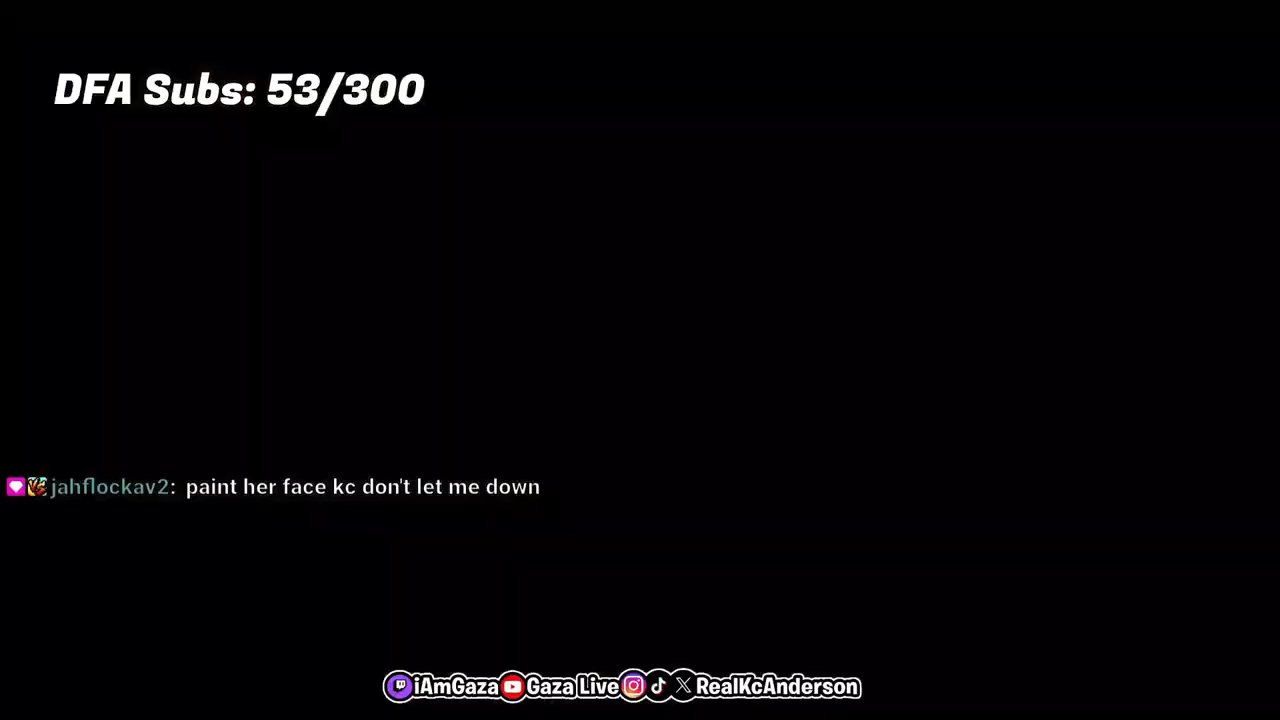 DFA Subs: 53/300
jahflockav2: paint her face kc don't let me down
iAmGaza Gaza Live RealKcAnderson